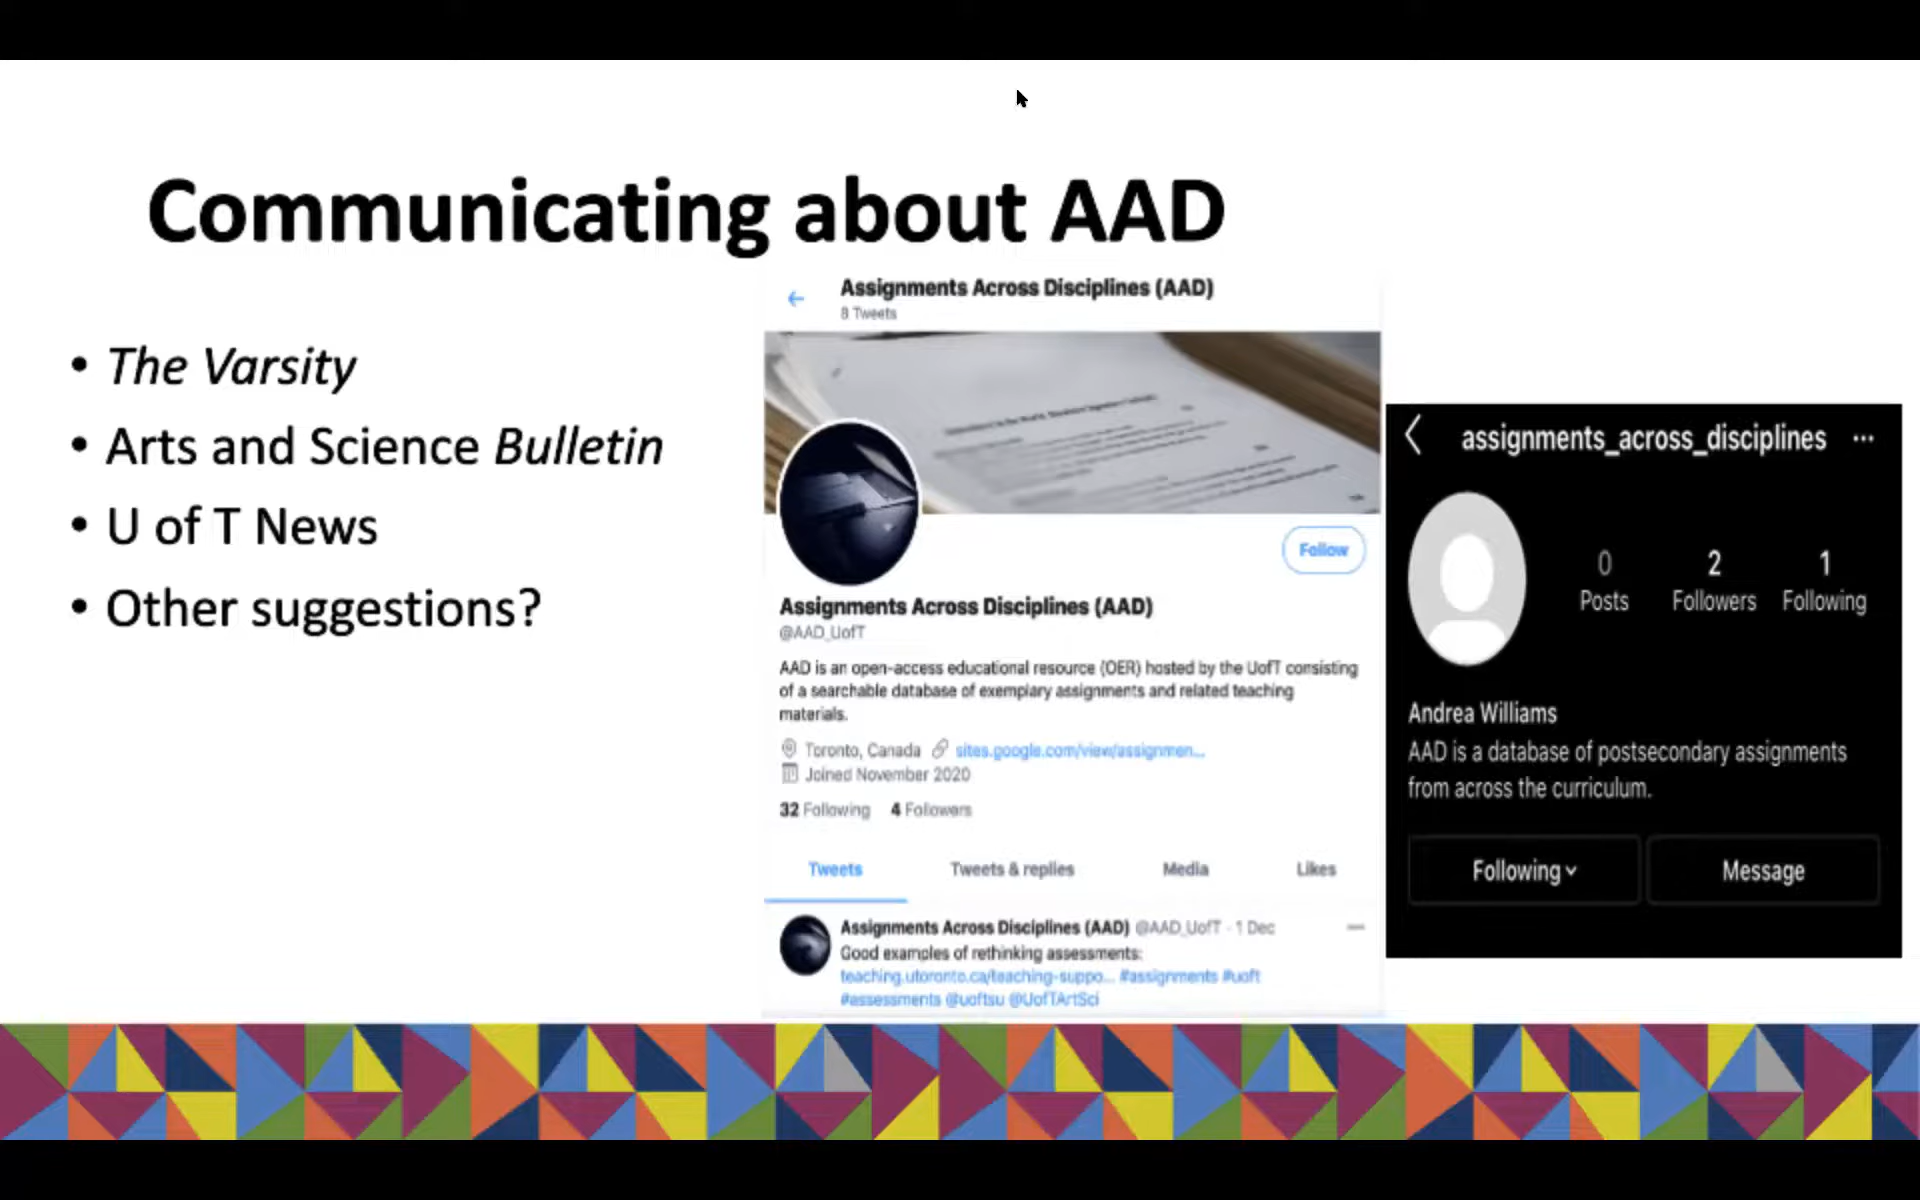 Communicating about AAD
• The Varsity
• Arts and Science Bulletin
• U of T News
• Other suggestions?
Assignments Across Disciplines (AAD)
8 Tweets
Follow
Assignments Across Disciplines (AAD)
@AAD_UofT
AAD is an open-access educational resource (OER) hosted by the UofT consisting
of a searchable database of exemplary assignments and related teaching
materials.
Toronto, Canada sites.google.com/view/assignmen...
Joined November 2020
32 Following 4 Followers
Tweets Tweets & replies Media Likes
Assignments Across Disciplines (AAD) @AAD_UofT · 1 Dec
Good examples of rethinking assessments:
teaching.utoronto.ca/teaching-suppo... #assignments #uoft
#assessments @uoftsu @UofTArtSci
assignments_across_disciplines ...
0 2 1
Posts Followers Following
Andrea Williams
AAD is a database of postsecondary assignments
from across the curriculum.
Following Message